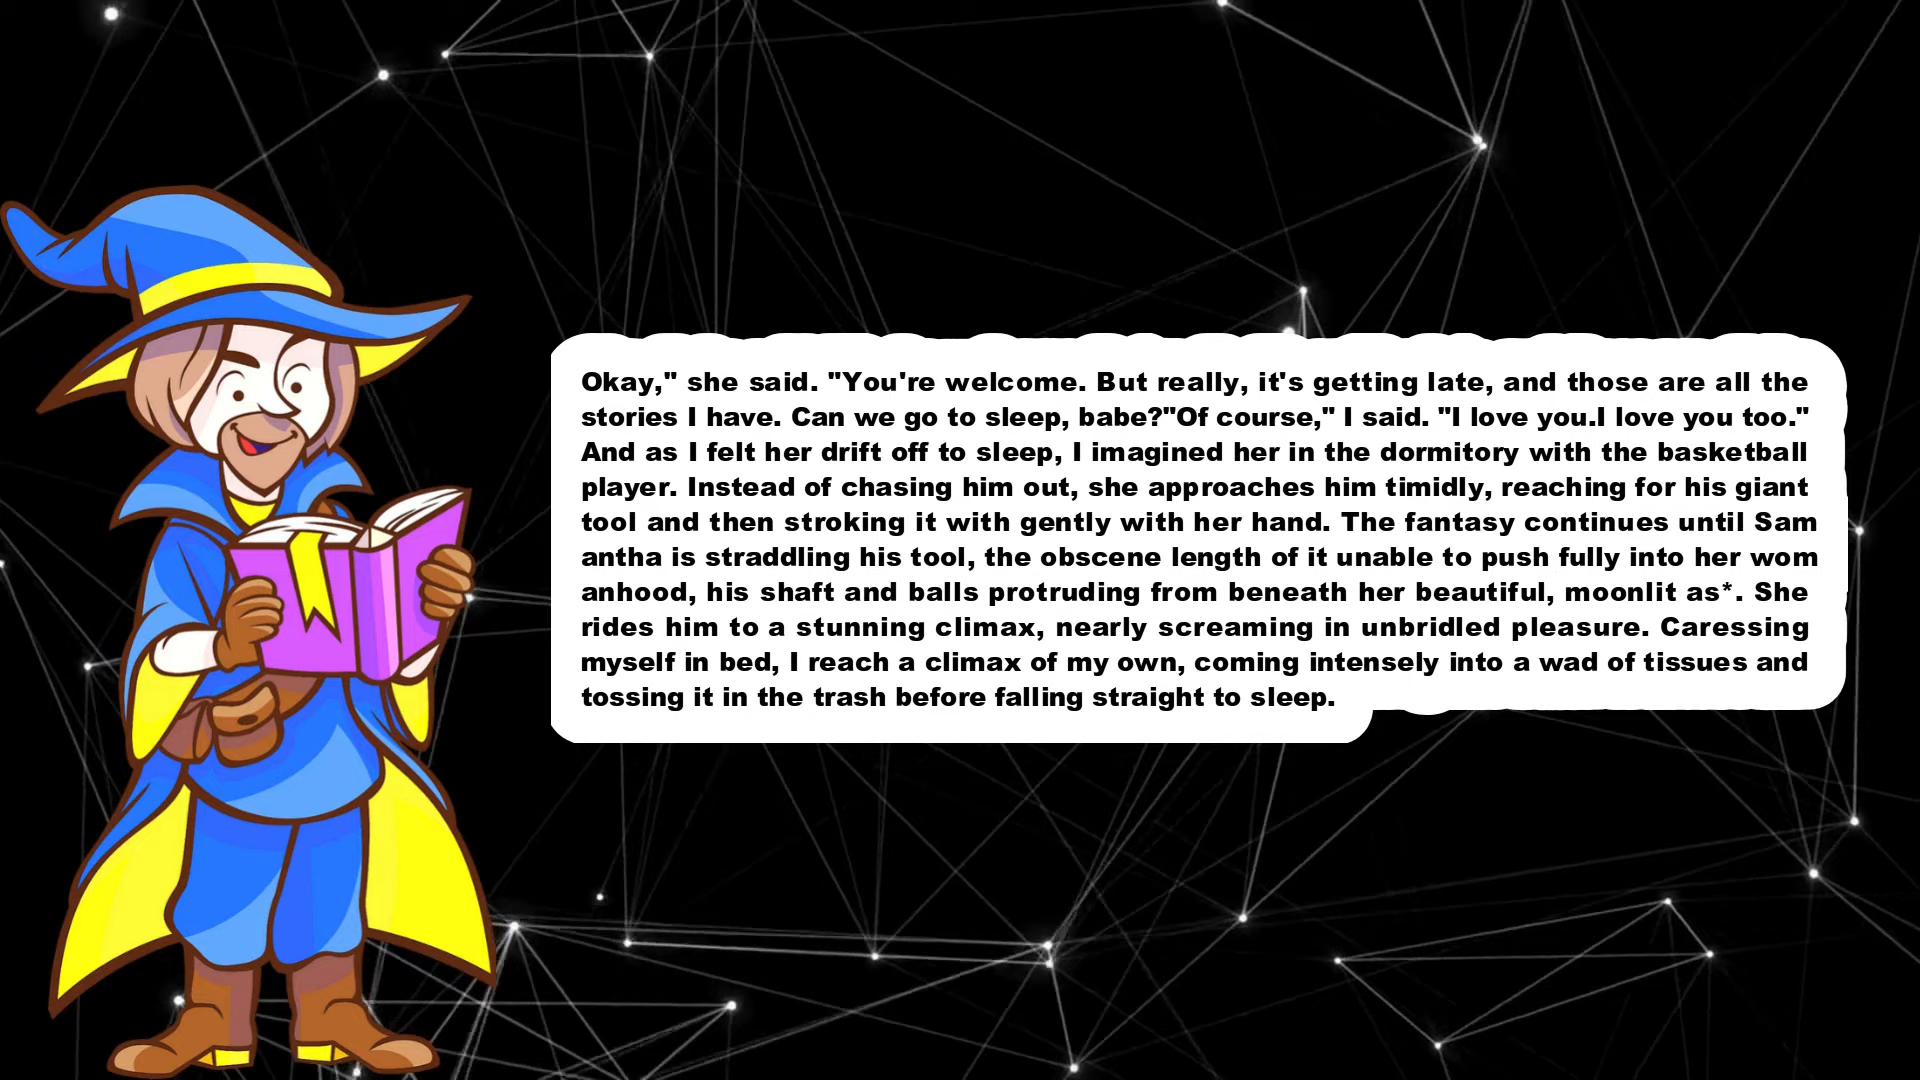 Okay," she said. "You're welcome. But really, it's getting late, and those are all the
stories I have. Can we go to sleep, babe?"Of course," I said. "I love you.I love you too."
And as I felt her drift off to sleep, I imagined her in the dormitory with the basketball
player. Instead of chasing him out, she approaches him timidly, reaching for his giant
tool and then stroking it with gently with her hand. The fantasy continues until Sam
antha is straddling his tool, the obscene length of it unable to push fully into her wom
anhood, his shaft and balls protruding from beneath her beautiful, moonlit as*. She
rides him to a stunning climax, nearly screaming in unbridled pleasure. Caressing
myself in bed, I reach a climax of my own, coming intensely into a wad of tissues and
tossing it in the trash before falling straight to sleep.